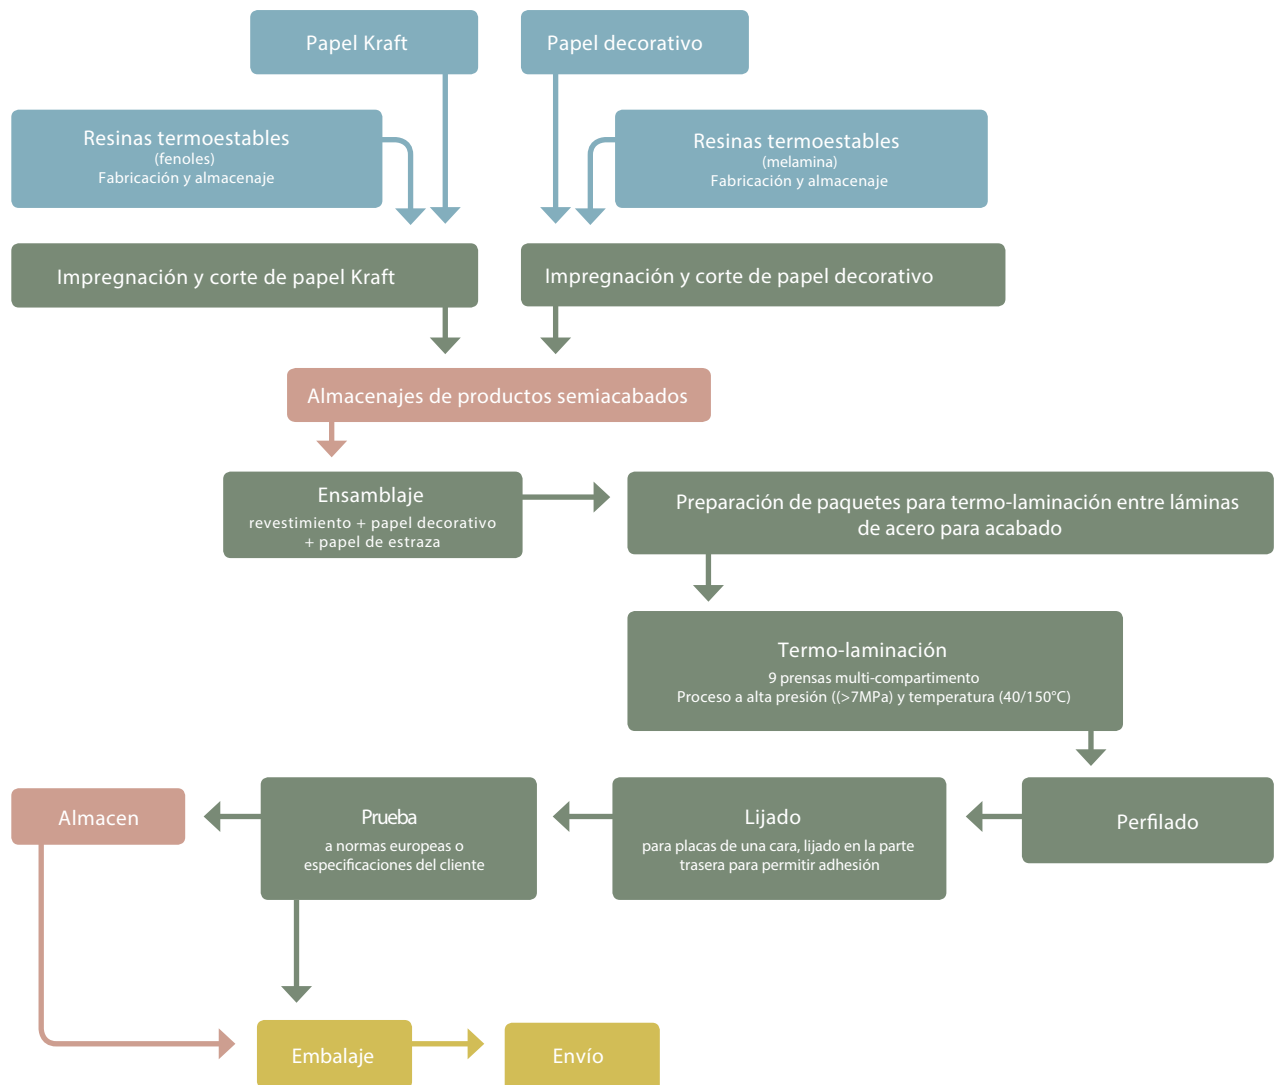 Papel Kraft
Papel decorativo
Resinas termoestables
(fenoles)
Fabricación y almacenaje
Resinas termoestables
(melamina)
Fabricación y almacenaje
Impregnación y corte de papel Kraft
Impregnación y corte de papel decorativo
Almacenajes de productos semiacabados
Ensamblaje
revestimiento + papel decorativo
+ papel de estraza
Preparación de paquetes para termo-laminación entre láminas
de acero para acabado
Termo-laminación
9 prensas multi-compartimento
Proceso a alta presión ((>7MPa) y temperatura (40/150°C)
Almacen
Prueba
a normas europeas o
especificaciones del cliente
Lijado
para placas de una cara, lijado en la parte
trasera para permitir adhesión
Perfilado
Embalaje
Envío